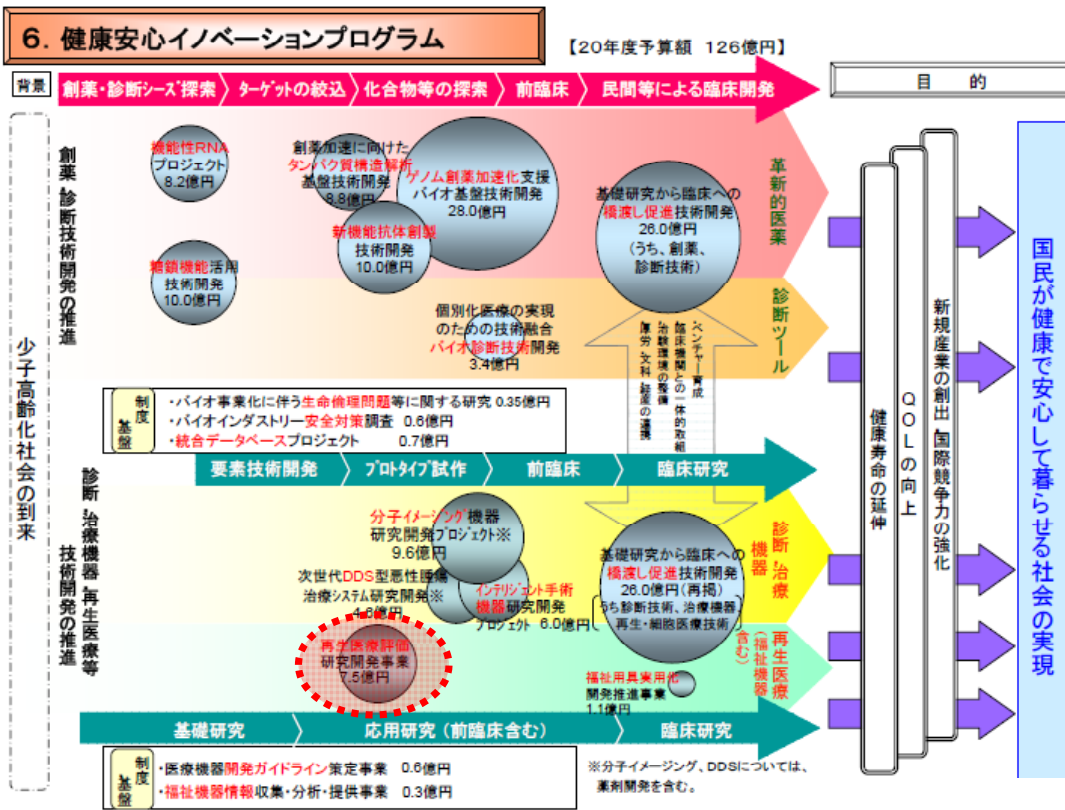 6．健康安心イノベーションプログラム
【20年度予算額 126億円】
背景
創薬・診断シーズ探索
ターゲットの絞込
化合物等の探索
前臨床
民間等による臨床開発
目　的
少子高齢化社会の到来
創薬・診断技術開発の推進
機能性RNA
プロジェクト
8.2億円
創薬加速に向けた
タンパク質構造解析
基盤技術開発
8.8億円
ゲノム創薬加速化支援
バイオ基盤技術開発
28.0億円
新機能抗体創製
技術開発
10.0億円
糖鎖機能活用
技術開発
10.0億円
基礎研究から臨床への
橋渡し促進技術開発
26.0億円
(うち、創薬、
診断技術)
革新的医薬
個別化医療の実現
のための技術融合
バイオ診断技術開発
3.4億円
診断ツール
ベンチャー育成
臨床機関との一体的取組
治験環境の整備
厚労・文科・経産の連携
制度
基盤
・バイオ事業化に伴う生命倫理問題等に関する研究 0.35億円
・バイオインダストリー安全対策調査 0.6億円
・統合データベースプロジェクト 0.7億円
要素技術開発
プロトタイプ試作
前臨床
臨床研究
診断・治療機器・再生医療等
技術開発の推進
分子イメージング機器
研究開発プロジェクト※
9.6億円
次世代DDS型悪性腫瘍
治療システム研究開発※
4.6億円
インテリジェント手術
機器研究開発
プロジェクト 6.0億円
基礎研究から臨床への
橋渡し促進技術開発
26.0億円(再掲)
うち診断技術、治療機器、
再生・細胞医療技術
診断・治療
機器
再生医療評価
研究開発事業
7.5億円
福祉用具実用化
開発推進事業
1.1億円
再生医療
(福祉機器
含む)
基礎研究
応用研究（前臨床含む）
臨床研究
制度
基盤
・医療機器開発ガイドライン策定事業 0.6億円
・福祉機器情報収集・分析・提供事業 0.3億円
※分子イメージング、DDSについては、
薬剤開発を含む。
健康寿命の延伸
QOLの向上
新規産業の創出・国際競争力の強化
国民が健康で安心して暮らせる社会の実現